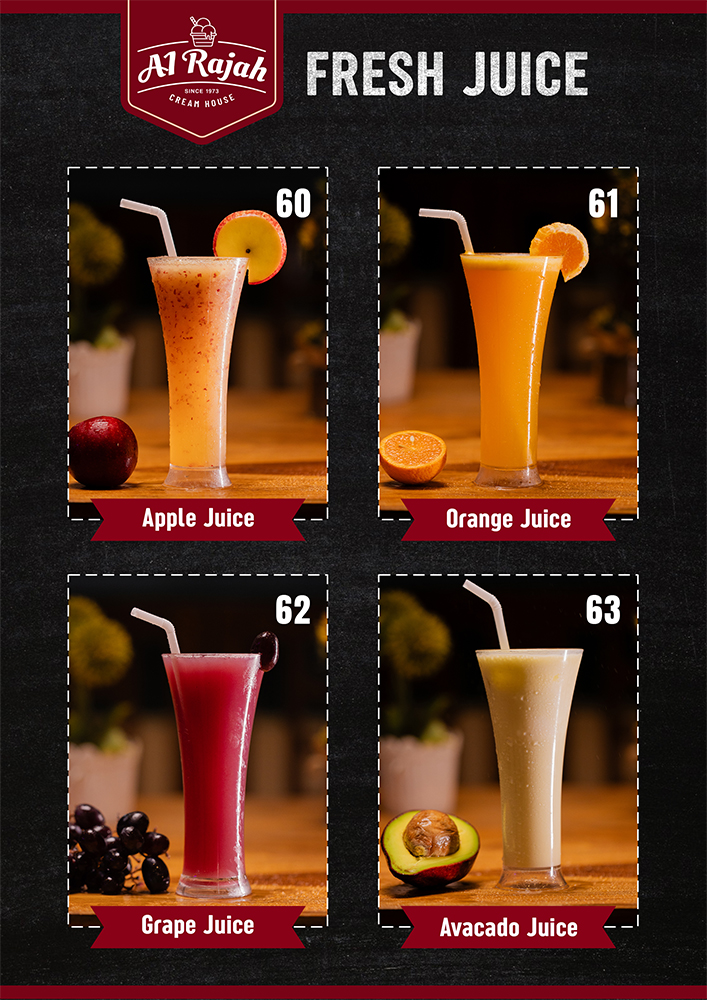 A1 Rajah
SINCE 1973
CREAM HOUSE
FRESH JUICE
60
61
Apple Juice
Orange Juice
62
63
Grape Juice
Avacado Juice